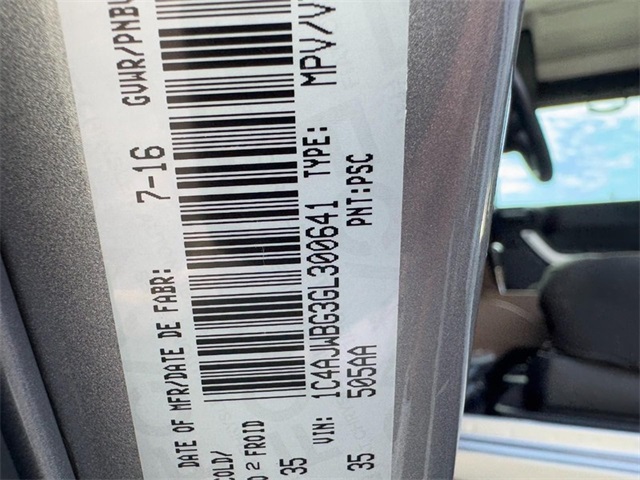 DATE OF MFR/DATE DE FABR: 7-16 GVWR/PNBV
COLD/
2 FROID
35
VIN: 1C4AJWBG3GL300641 TYPE: MPV/V
505AA PNT:PSC
35